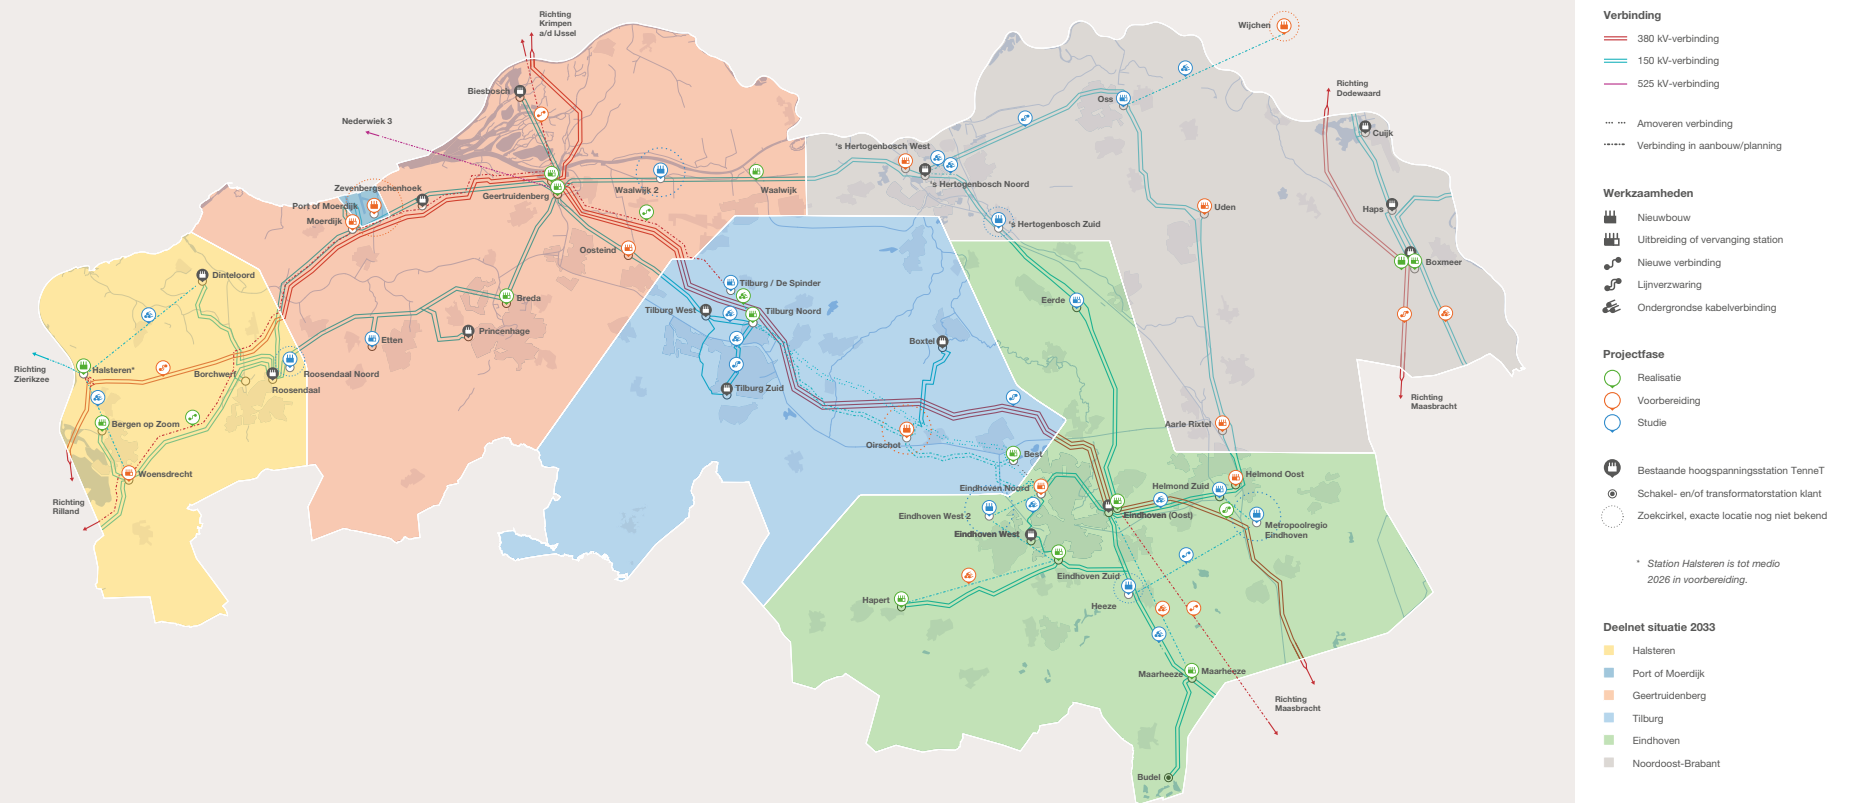 Richting
Krimpen
a/d IJssel
Wijchen
Biesbosch
Nederwiek 3
Oss
Richting
Dodewaard
Cuijk
's Hertogenbosch West
's Hertogenbosch Noord
's Hertogenbosch Zuid
Zevenbergschenhoek
Port of Moerdijk
Moerdijk
Geertruidenberg
Waalwijk 2
Waalwijk
Haps
Uden
Oosteind
Boxmeer
Dinteloord
Tilburg / De Spinder
Breda
Tilburg West
Tilburg Noord
Eerde
Princenhage
Etten
Boxtel
Richting
Zierikzee
Halsteren*
Borchwerf
Roosendaal Noord
Roosendaal
Tilburg Zuid
Richting
Maasbracht
Bergen op Zoom
Aarle Rixtel
Oirschot
Best
Woensdrecht
Helmond Oost
Eindhoven Noord
Helmond Zuid
Richting
Rilland
Eindhoven West 2
Eindhoven (Oost)
Metropoolregio
Eindhoven
Eindhoven West
Eindhoven Zuid
Hapert
Heeze
Maarheeze
Maarheeze
Richting
Maasbracht
Budel
Verbinding
380 kV-verbinding
150 kV-verbinding
525 kV-verbinding
Amoveren verbinding
Verbinding in aanbouw/planning
Werkzaamheden
Nieuwbouw
Uitbreiding of vervanging station
Nieuwe verbinding
Lijnverzwaring
Ondergrondse kabelverbinding
Projectfase
Realisatie
Voorbereiding
Studie
Bestaande hoogspanningsstation TenneT
Schakel- en/of transformatorstation klant
Zoekcirkel, exacte locatie nog niet bekend
* Station Halsteren is tot medio
2026 in voorbereiding.
Deelnet situatie 2033
Halsteren
Port of Moerdijk
Geertruidenberg
Tilburg
Eindhoven
Noordoost-Brabant